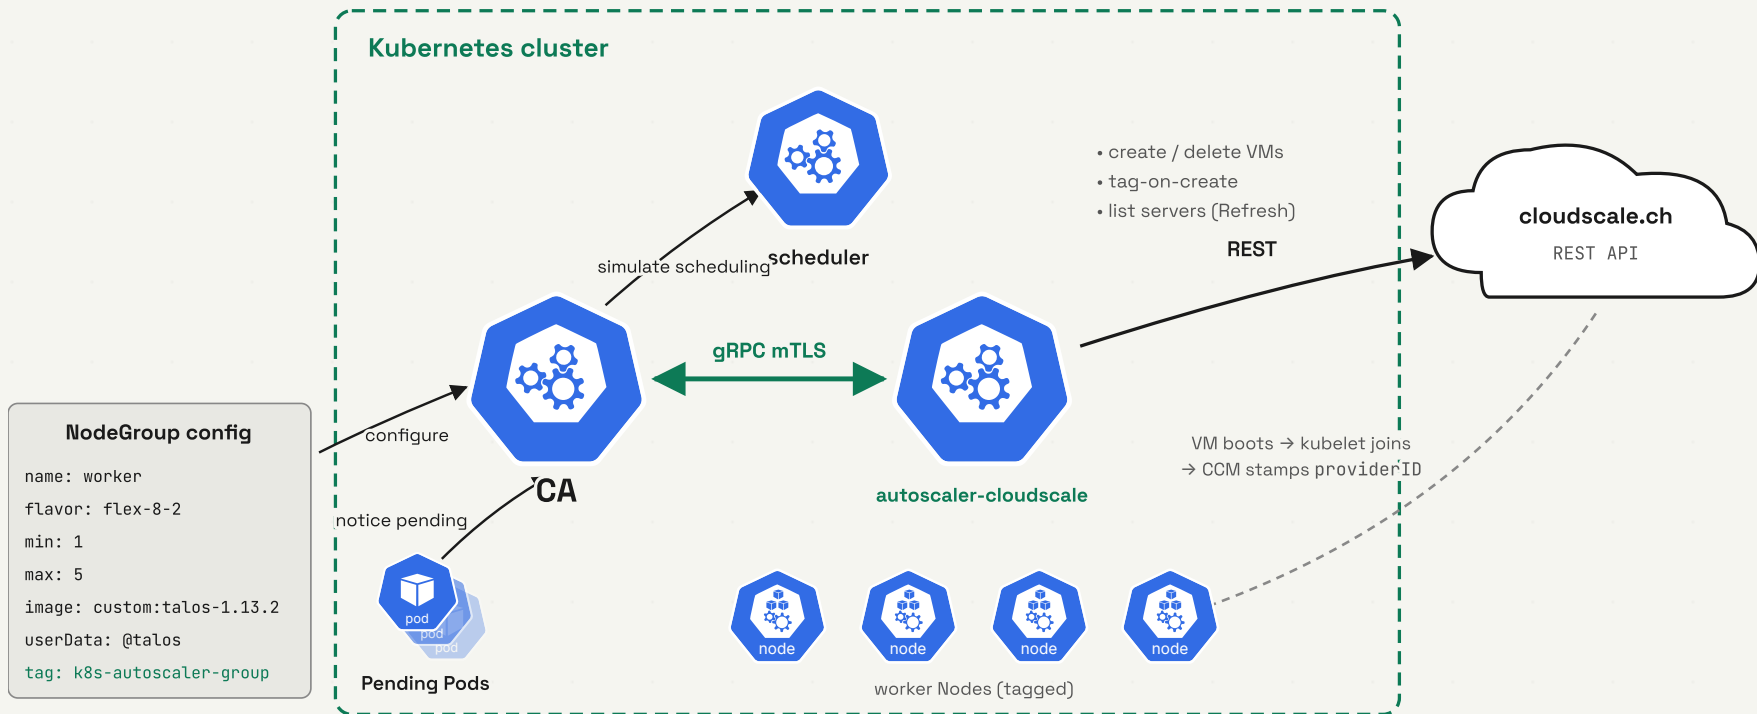 Kubernetes cluster
• create / delete VMs
• tag-on-create
• list servers (Refresh)
REST
cloudscale.ch
REST API
scheduler
simulate scheduling
gRPC mTLS
NodeGroup config
name: worker
flavor: flex-8-2
min: 1
max: 5
image: custom:talos-1.13.2
userData: @talos
tag: k8s-autoscaler-group
configure
CA
autoscaler-cloudscale
VM boots → kubelet joins
→ CCM stamps providerID
notice pending
pod
pod
pod
Pending Pods
node
node
node
node
worker Nodes (tagged)